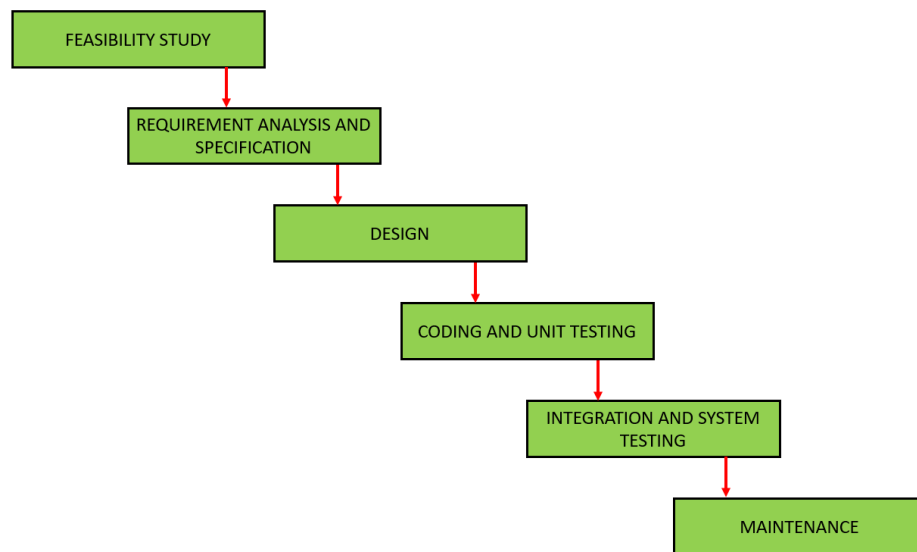 FEASIBILITY STUDY
REQUIREMENT ANALYSIS AND
SPECIFICATION
DESIGN
CODING AND UNIT TESTING
INTEGRATION AND SYSTEM
TESTING
MAINTENANCE